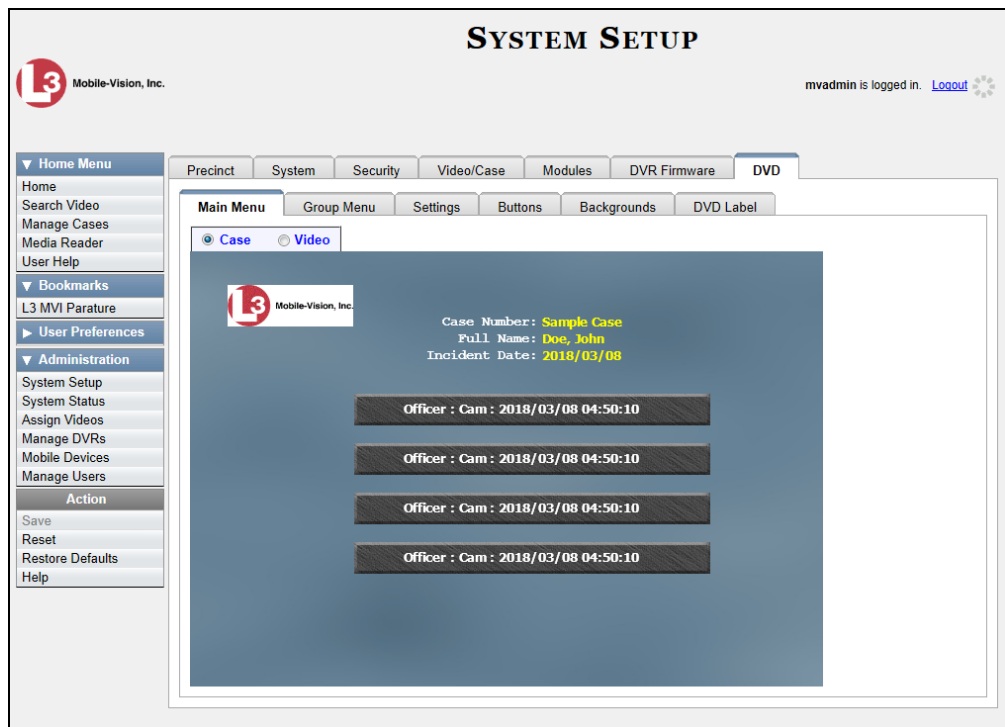 SYSTEM SETUP
L3 Mobile-Vision, Inc.
mvadmin is logged in. Logout
▼ Home Menu
Home
Search Video
Manage Cases
Media Reader
User Help
▼ Bookmarks
L3 MVI Parature
► User Preferences
▼ Administration
System Setup
System Status
Assign Videos
Manage DVRs
Mobile Devices
Manage Users
Action
Save
Reset
Restore Defaults
Help
Precinct System Security Video/Case Modules DVR Firmware DVD
Main Menu Group Menu Settings Buttons Backgrounds DVD Label
Case Video
L3 Mobile-Vision, Inc.
Case Number: Sample Case
Full Name: Doe, John
Incident Date: 2018/03/08
Officer : Cam : 2018/03/08 04:50:10
Officer : Cam : 2018/03/08 04:50:10
Officer : Cam : 2018/03/08 04:50:10
Officer : Cam : 2018/03/08 04:50:10